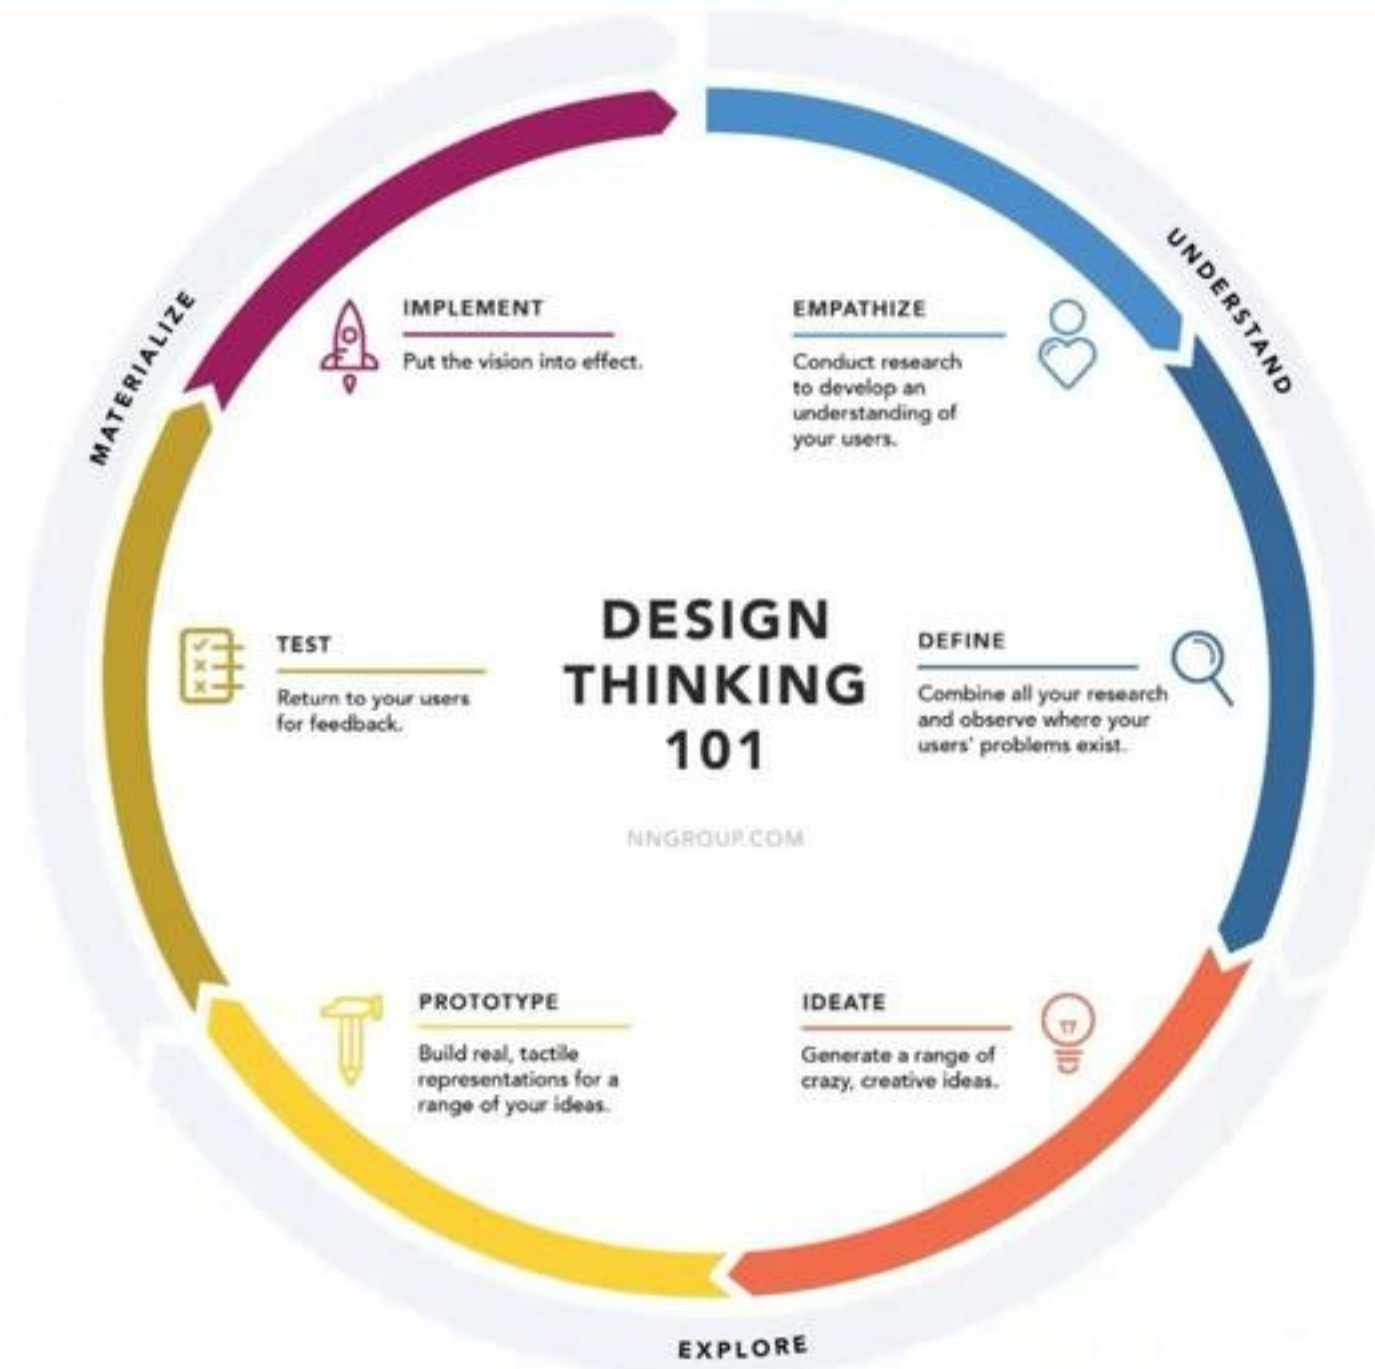 UNDERSTAND
EMPATHIZE
Conduct research
to develop an
understanding of
your users.
DEFINE
Combine all your research
and observe where your
users' problems exist.
EXPLORE
IDEATE
Generate a range of
crazy, creative ideas.
PROTOTYPE
Build real, tactile
representations for a
range of your ideas.
MATERIALIZE
TEST
Return to your users
for feedback.
IMPLEMENT
Put the vision into effect.
DESIGN
THINKING
101
NNGROUP.COM